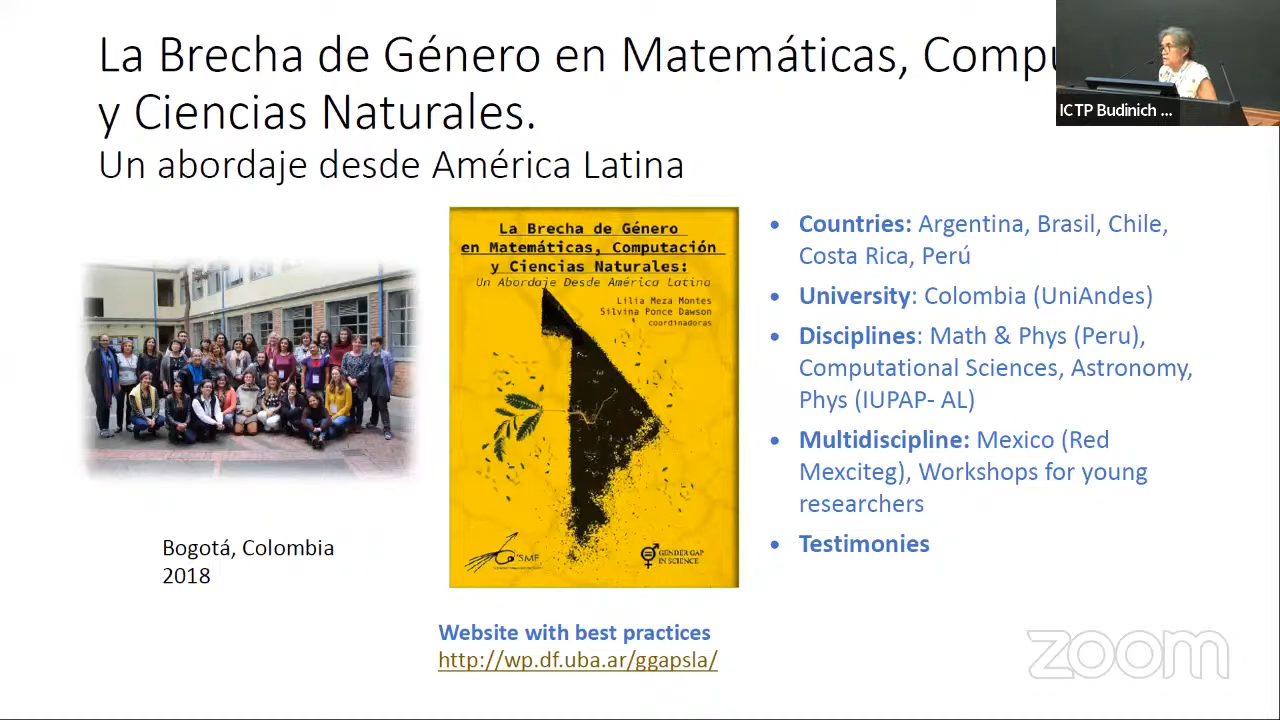 La Brecha de Género en Matemáticas, Compu
y Ciencias Naturales.
Un abordaje desde América Latina
ICTP Budinich ...
La Brecha de Género
en Matemáticas, Computación
y Ciencias Naturales:
Un Abordaje Desde América Latina
Lilia Meza Montes
Silvina Ponce Dawson
coordinadoras
SMF
GENDER GAP
IN SCIENCE
Bogotá, Colombia
2018
• Countries: Argentina, Brasil, Chile,
Costa Rica, Perú
• University: Colombia (UniAndes)
• Disciplines: Math & Phys (Peru),
Computational Sciences, Astronomy,
Phys (IUPAP- AL)
• Multidiscipline: Mexico (Red
Mexciteg), Workshops for young
researchers
• Testimonies
Website with best practices
http://wp.df.uba.ar/ggapsla/
zoom